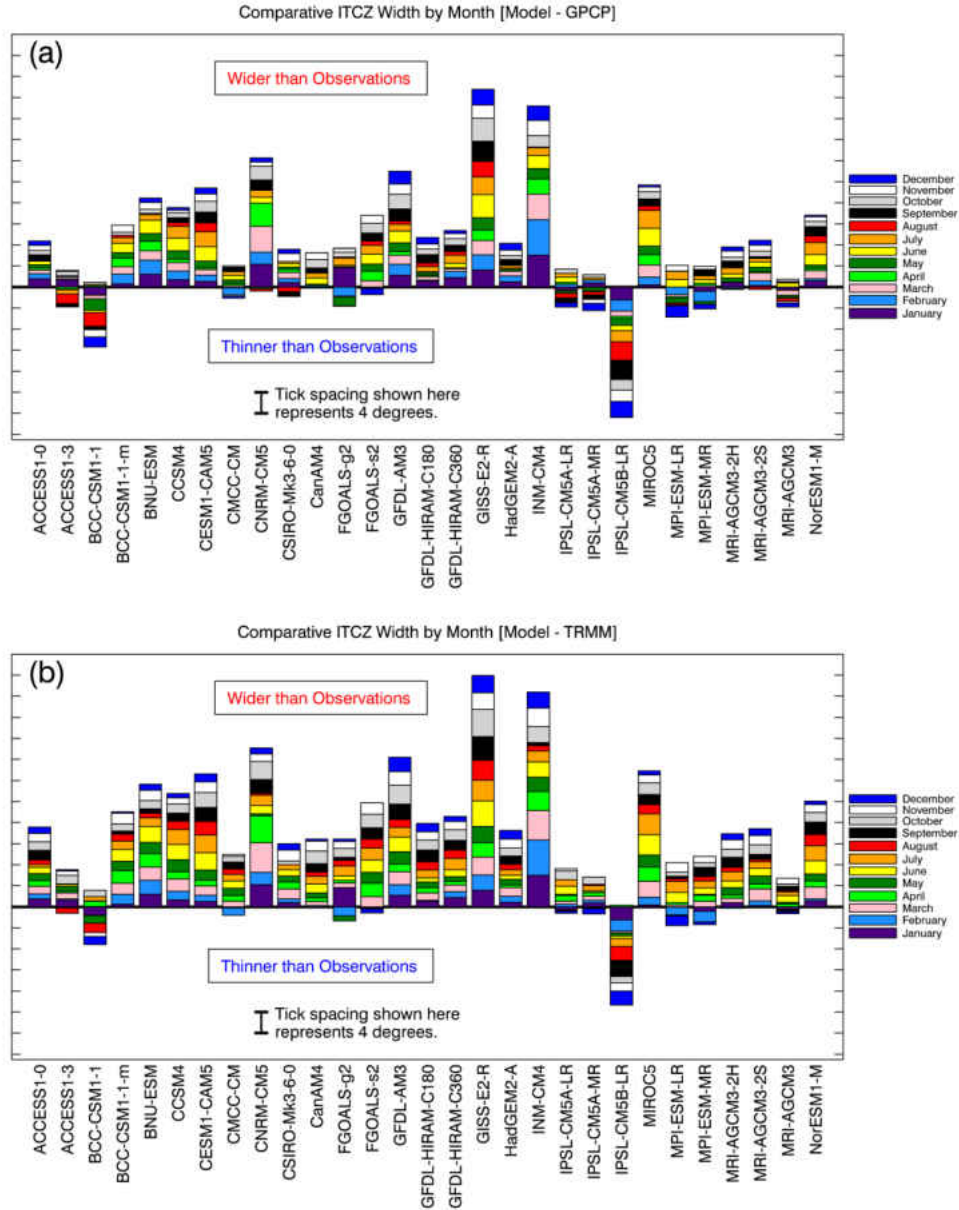 Comparative ITCZ Width by Month [Model - GPCP]
(a)
Wider than Observations
Thinner than Observations
Tick spacing shown here
represents 4 degrees.
December
November
October
September
August
July
June
May
April
March
February
January
ACCESS1-0
ACCESS1-3
BCC-CSM1-1
BCC-CSM1-1-m
BNU-ESM
CCSM4
CESM1-CAM5
CMCC-CM
CNRM-CM5
CSIRO-Mk3-6-0
CanAM4
FGOALS-g2
FGOALS-s2
GFDL-AM3
GFDL-HIRAM-C180
GFDL-HIRAM-C360
GISS-E2-R
HadGEM2-A
INM-CM4
IPSL-CM5A-LR
IPSL-CM5A-MR
IPSL-CM5B-LR
MIROC5
MPI-ESM-LR
MPI-ESM-MR
MRI-AGCM3-2H
MRI-AGCM3-2S
MRI-AGCM3
NorESM1-M
Comparative ITCZ Width by Month [Model - TRMM]
(b)
Wider than Observations
Thinner than Observations
Tick spacing shown here
represents 4 degrees.
December
November
October
September
August
July
June
May
April
March
February
January
ACCESS1-0
ACCESS1-3
BCC-CSM1-1
BCC-CSM1-1-m
BNU-ESM
CCSM4
CESM1-CAM5
CMCC-CM
CNRM-CM5
CSIRO-Mk3-6-0
CanAM4
FGOALS-g2
FGOALS-s2
GFDL-AM3
GFDL-HIRAM-C180
GFDL-HIRAM-C360
GISS-E2-R
HadGEM2-A
INM-CM4
IPSL-CM5A-LR
IPSL-CM5A-MR
IPSL-CM5B-LR
MIROC5
MPI-ESM-LR
MPI-ESM-MR
MRI-AGCM3-2H
MRI-AGCM3-2S
MRI-AGCM3
NorESM1-M